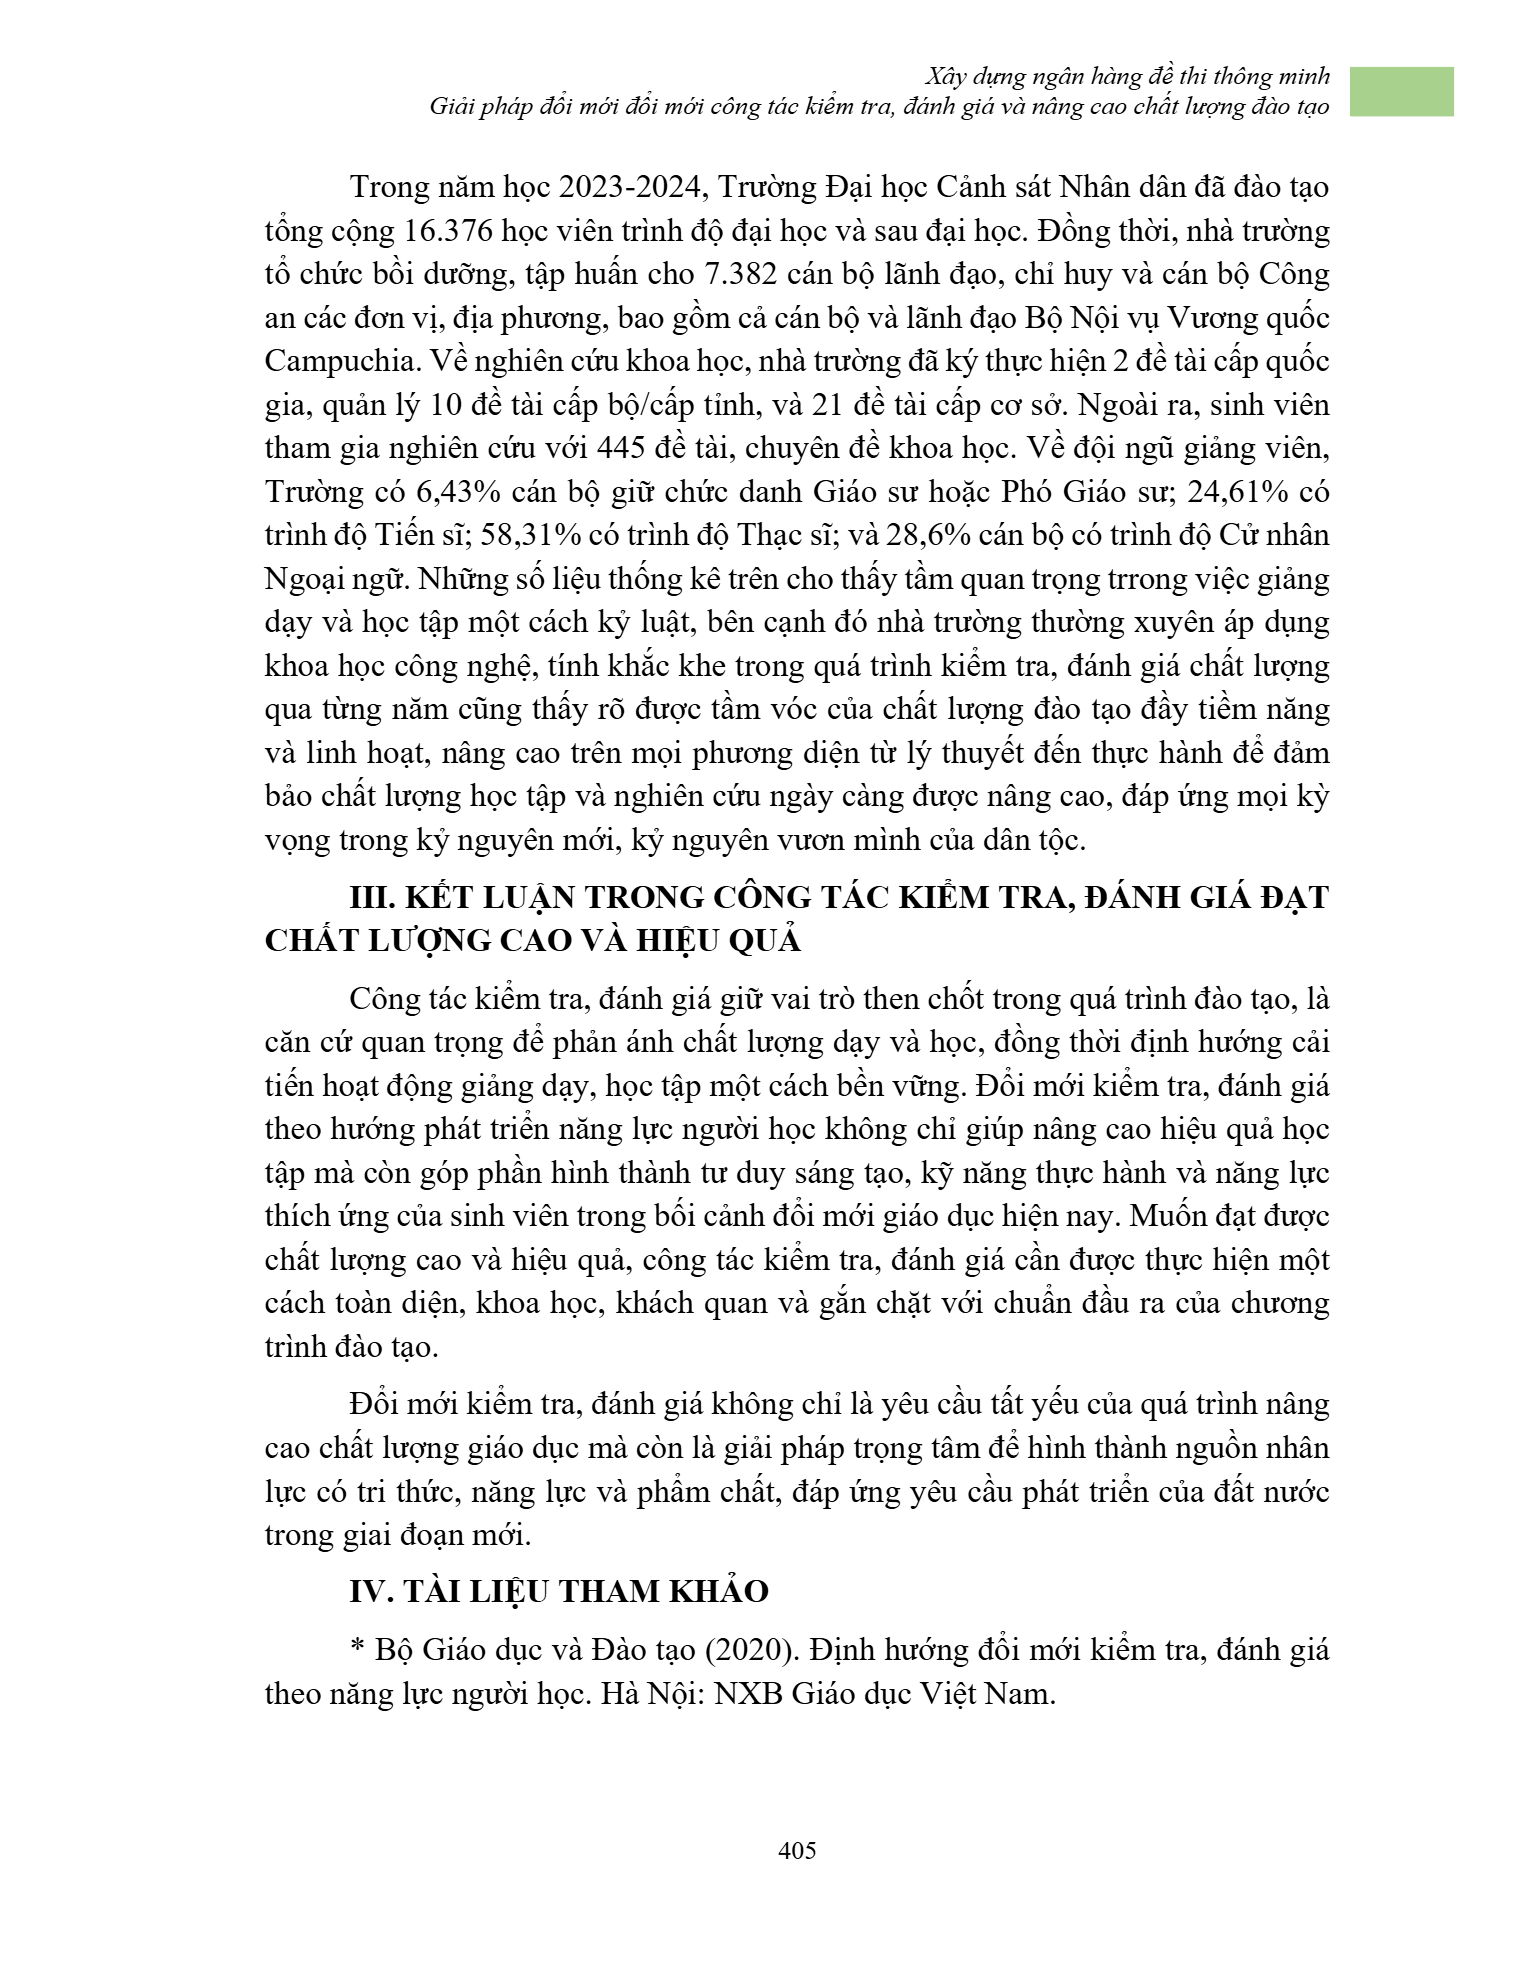 Xây dựng ngân hàng đề thi thông minh
Giải pháp đổi mới đổi mới công tác kiểm tra, đánh giá và nâng cao chất lượng đào tạo
Trong năm học 2023-2024, Trường Đại học Cảnh sát Nhân dân đã đào tạo
tổng cộng 16.376 học viên trình độ đại học và sau đại học. Đồng thời, nhà trường
tổ chức bồi dưỡng, tập huấn cho 7.382 cán bộ lãnh đạo, chỉ huy và cán bộ Công
an các đơn vị, địa phương, bao gồm cả cán bộ và lãnh đạo Bộ Nội vụ Vương quốc
Campuchia. Về nghiên cứu khoa học, nhà trường đã ký thực hiện 2 đề tài cấp quốc
gia, quản lý 10 đề tài cấp bộ/cấp tỉnh, và 21 đề tài cấp cơ sở. Ngoài ra, sinh viên
tham gia nghiên cứu với 445 đề tài, chuyên đề khoa học. Về đội ngũ giảng viên,
Trường có 6,43% cán bộ giữ chức danh Giáo sư hoặc Phó Giáo sư; 24,61% có
trình độ Tiến sĩ; 58,31% có trình độ Thạc sĩ; và 28,6% cán bộ có trình độ Cử nhân
Ngoại ngữ. Những số liệu thống kê trên cho thấy tầm quan trọng trrong việc giảng
dạy và học tập một cách kỷ luật, bên cạnh đó nhà trường thường xuyên áp dụng
khoa học công nghệ, tính khắc khe trong quá trình kiểm tra, đánh giá chất lượng
qua từng năm cũng thấy rõ được tầm vóc của chất lượng đào tạo đầy tiềm năng
và linh hoạt, nâng cao trên mọi phương diện từ lý thuyết đến thực hành để đảm
bảo chất lượng học tập và nghiên cứu ngày càng được nâng cao, đáp ứng mọi kỳ
vọng trong kỷ nguyên mới, kỷ nguyên vươn mình của dân tộc.
III. KẾT LUẬN TRONG CÔNG TÁC KIỂM TRA, ĐÁNH GIÁ ĐẠT
CHẤT LƯỢNG CAO VÀ HIỆU QUẢ
Công tác kiểm tra, đánh giá giữ vai trò then chốt trong quá trình đào tạo, là
căn cứ quan trọng để phản ánh chất lượng dạy và học, đồng thời định hướng cải
tiến hoạt động giảng dạy, học tập một cách bền vững. Đổi mới kiểm tra, đánh giá
theo hướng phát triển năng lực người học không chỉ giúp nâng cao hiệu quả học
tập mà còn góp phần hình thành tư duy sáng tạo, kỹ năng thực hành và năng lực
thích ứng của sinh viên trong bối cảnh đổi mới giáo dục hiện nay. Muốn đạt được
chất lượng cao và hiệu quả, công tác kiểm tra, đánh giá cần được thực hiện một
cách toàn diện, khoa học, khách quan và gắn chặt với chuẩn đầu ra của chương
trình đào tạo.
Đổi mới kiểm tra, đánh giá không chỉ là yêu cầu tất yếu của quá trình nâng
cao chất lượng giáo dục mà còn là giải pháp trọng tâm để hình thành nguồn nhân
lực có tri thức, năng lực và phẩm chất, đáp ứng yêu cầu phát triển của đất nước
trong giai đoạn mới.
IV. TÀI LIỆU THAM KHẢO
* Bộ Giáo dục và Đào tạo (2020). Định hướng đổi mới kiểm tra, đánh giá
theo năng lực người học. Hà Nội: NXB Giáo dục Việt Nam.
405